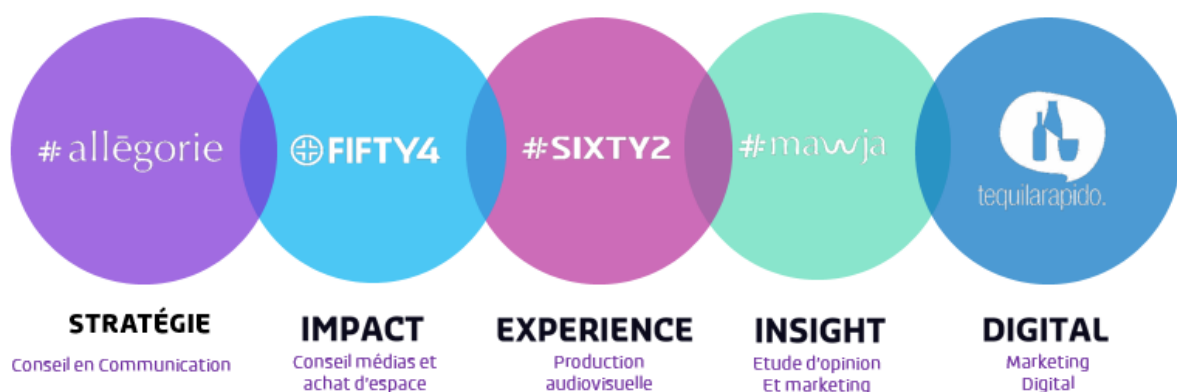 #allēgorie
FIFTY4
#SIXTY2
#mawja
tequilarapido.
STRATÉGIE
IMPACT
EXPERIENCE
INSIGHT
DIGITAL
Conseil en Communication
Conseil médias et
achat d'espace
Production
audiovisuelle
Etude d'opinion
Et marketing
Marketing
Digital